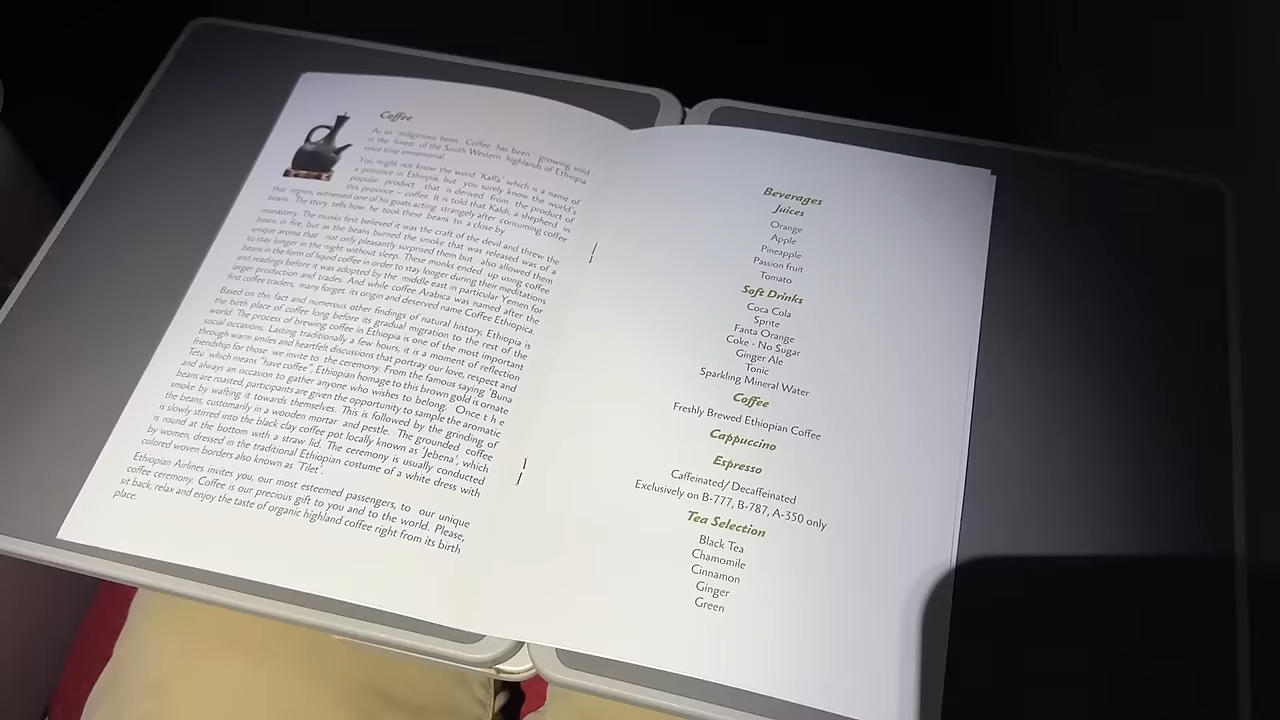 Coffee
As an indigenous bean, Coffee has been growing wild
in the forest of the South Western highlands of Ethiopia
since time immemorial.
You might not know the word 'Kaffa' which is a name of
a province in Ethiopia, but you surely know the world's
popular product that is derived from the product of
this province – coffee. It is told that Kaldi, a shepherd in
that region, witnessed one of his goats acting strangely after consuming coffee
beans. The story tells how he took these beans to a close by
monastery. The monks first believed it was the craft of the devil and threw the
beans in fire, but as the beans burned the smoke that was released was of a
unique aroma that not only pleasantly surprised them but also allowed them
to stay longer in the night without sleep. These monks ended up using coffee
beans in the form of liquid coffee in order to stay longer during their meditations
and readings before it was adopted by the middle east in particular Yemen for
larger production and trades. And while coffee Arabica was named after the
first coffee traders, many forget its origin and deserved name Coffee Ethiopica.
Based on this fact and numerous other findings of natural history, Ethiopia is
the birth place of coffee long before its gradual migration to the rest of the
world. The process of brewing coffee in Ethiopia is one of the most important
social occasions. Lasting traditionally a few hours, it is a moment of reflection
through warm smiles and heartfelt discussions that portray our love, respect and
friendship for those we invite to the ceremony. From the famous saying 'Buna
Tetu' which means "have coffee", Ethiopian homage to this brown gold is ornate
and always an occasion to gather anyone who wishes to belong. Once t h e
beans are roasted, participants are given the opportunity to sample the aromatic
smoke by wafting it towards themselves. This is followed by the grinding of
the beans, customarily in a wooden mortar and pestle. The grounded coffee
is slowly stirred into the black clay coffee pot locally known as 'Jebena', which
is round at the bottom with a straw lid. The ceremony is usually conducted
by women, dressed in the traditional Ethiopian costume of a white dress with
colored woven borders also known as 'Tilet'.
Ethiopian Airlines invites you, our most esteemed passengers, to our unique
coffee ceremony. Coffee is our precious gift to you and to the world. Please,
sit back, relax and enjoy the taste of organic highland coffee right from its birth
place.
Beverages
Juices
Orange
Apple
Pineapple
Passion fruit
Tomato
Soft Drinks
Coca Cola
Sprite
Fanta Orange
Coke - No Sugar
Ginger Ale
Tonic
Sparkling Mineral Water
Coffee
Freshly Brewed Ethiopian Coffee
Cappuccino
Espresso
Caffeinated/ Decaffeinated
Exclusively on B-777, B-787, A-350 only
Tea Selection
Black Tea
Chamomile
Cinnamon
Ginger
Green